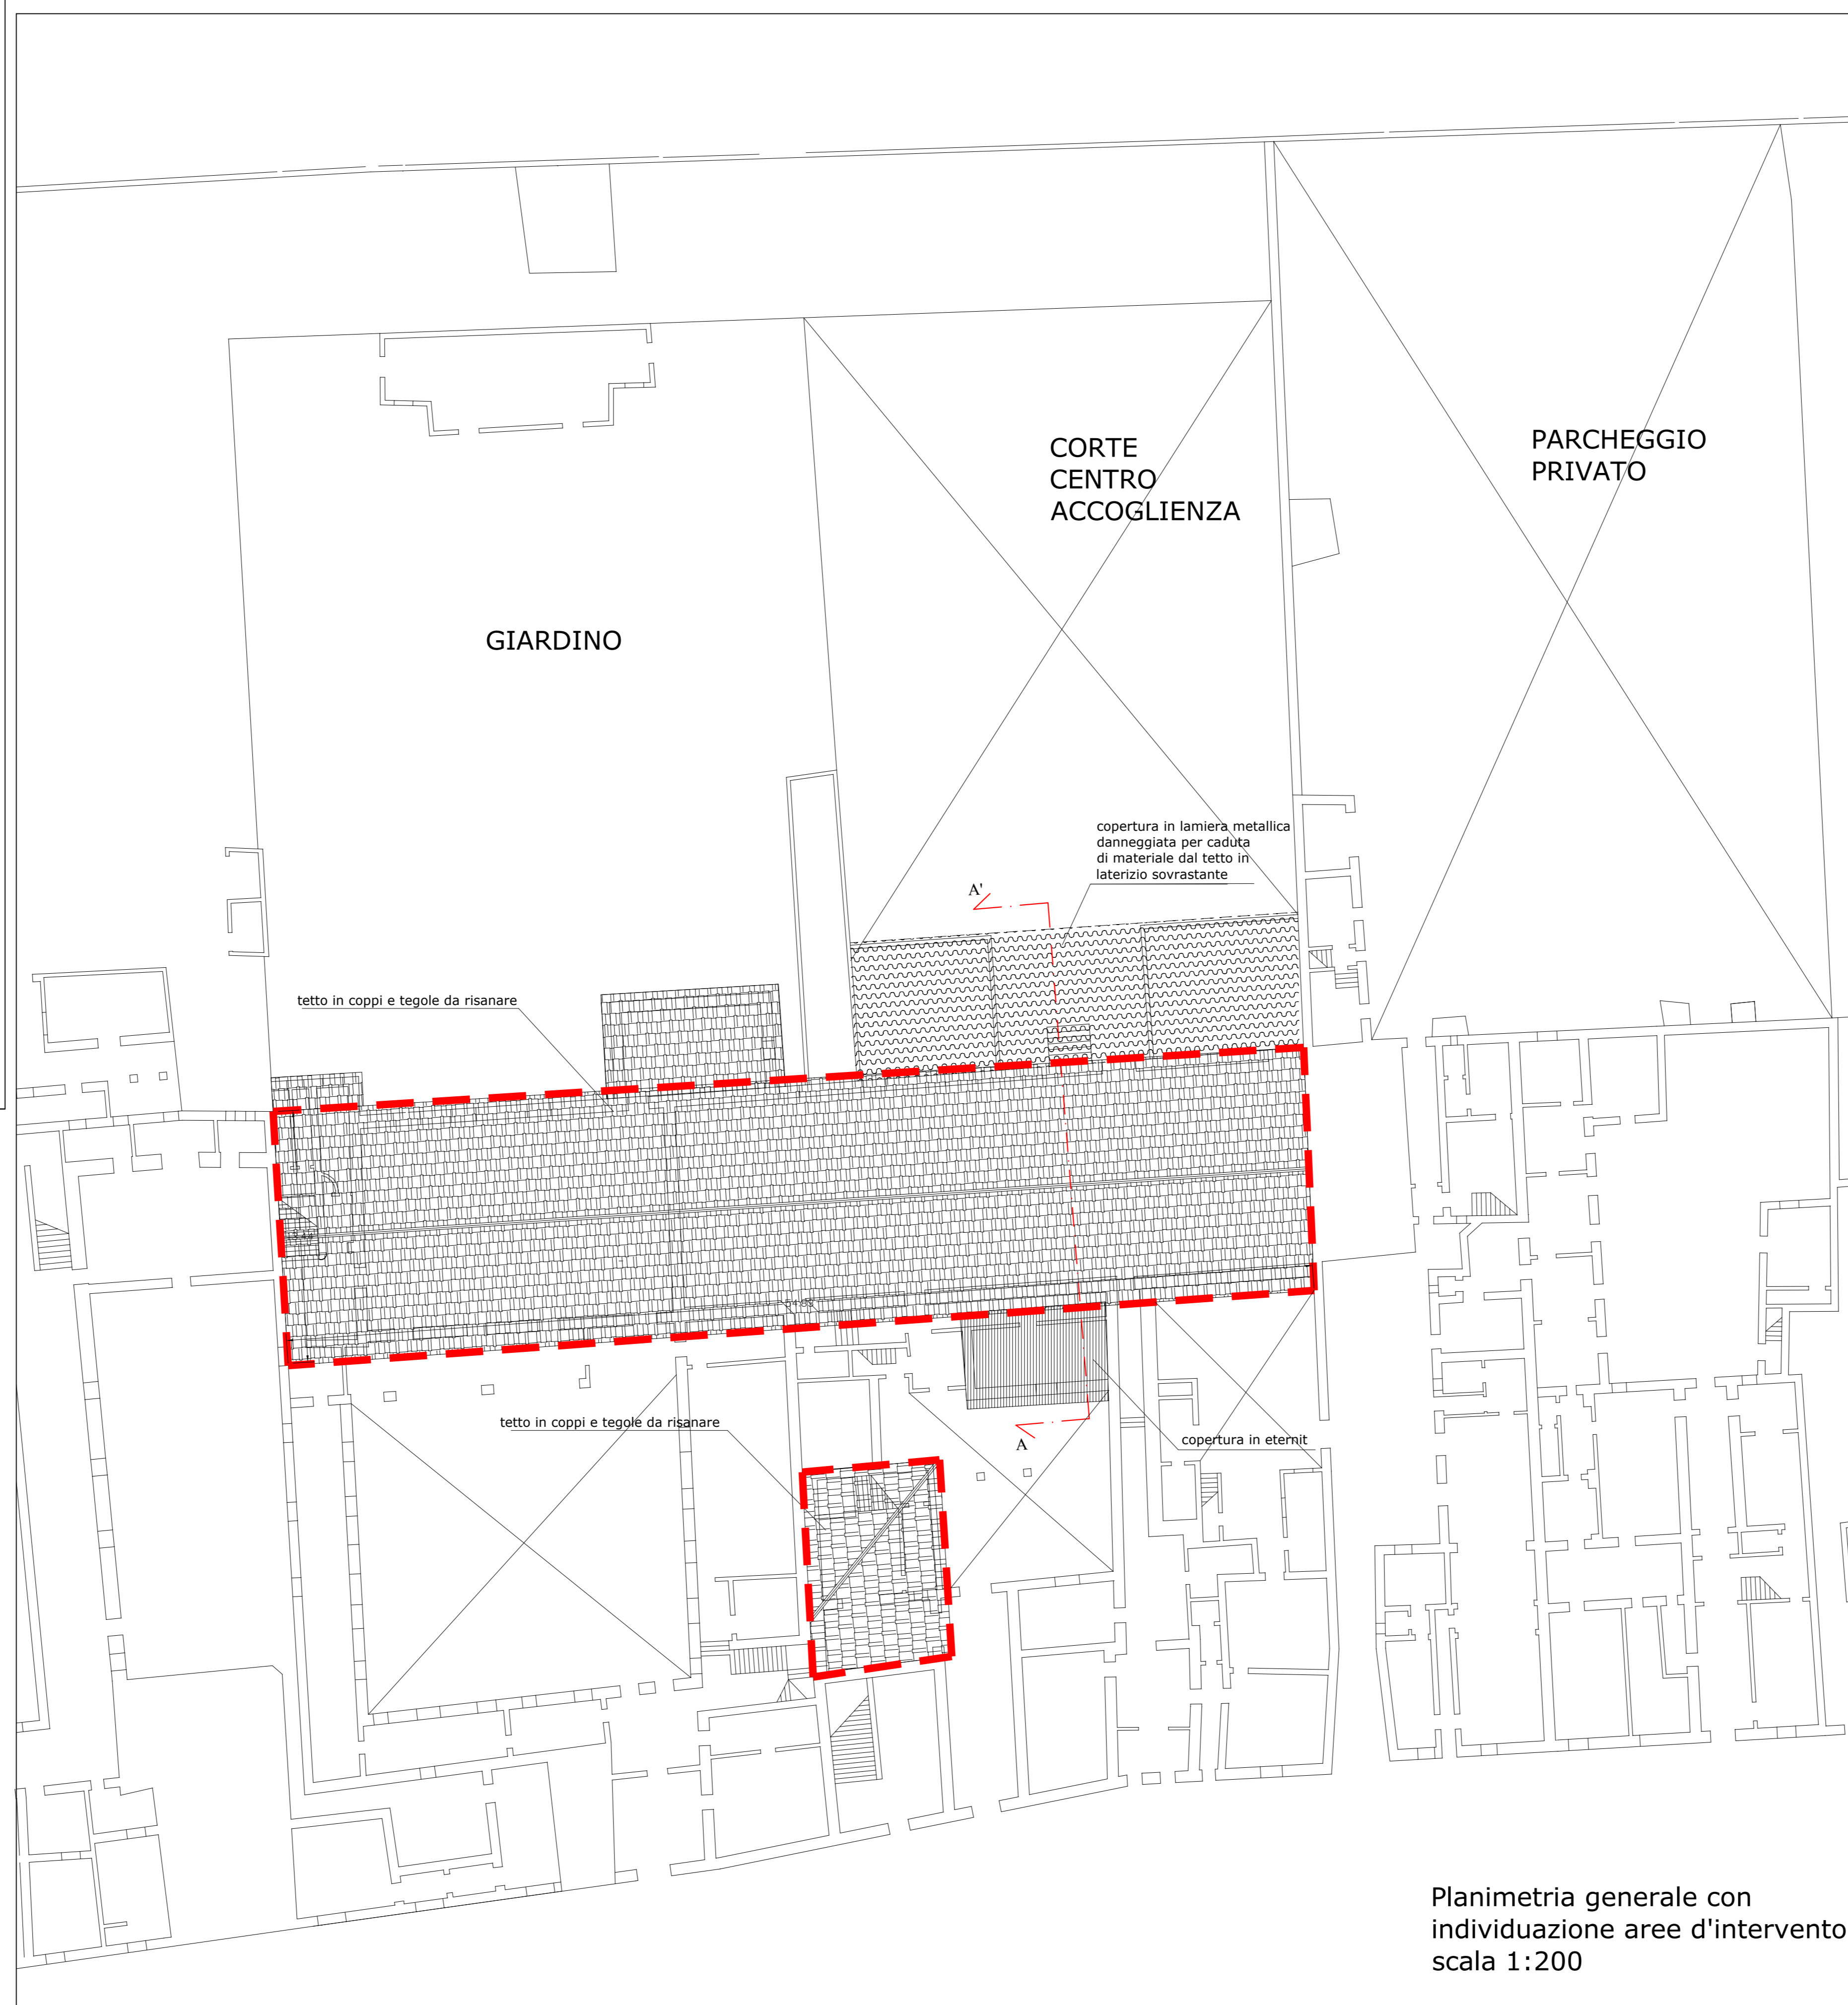 CORTE
CENTRO
ACCOGLIENZA
PARCHEGGIO
PRIVATO
GIARDINO
copertura in lamiera metallica
danneggiata per caduta
di materiale dal tetto in
laterizio sovrastante
A'
tetto in coppi e tegole da risanare
tetto in coppi e tegole da risanare
A
copertura in eternit
Planimetria generale con
individuazione aree d'intervento
scala 1:200